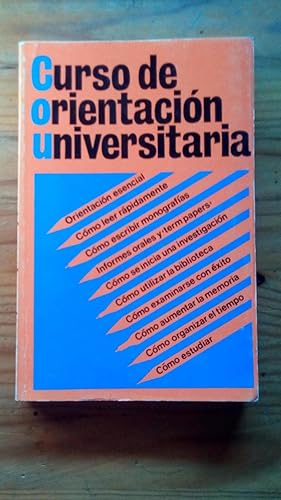 Curso de
orientación
universitaria
Orientación esencial
Cómo leer rápidamente
Cómo escribir monografías
Informes orales y «term papers»
Cómo se inicia una investigación
Cómo utilizar la biblioteca
Cómo examinarse con éxito
Cómo aumentar la memoria
Cómo organizar el tiempo
Cómo estudiar